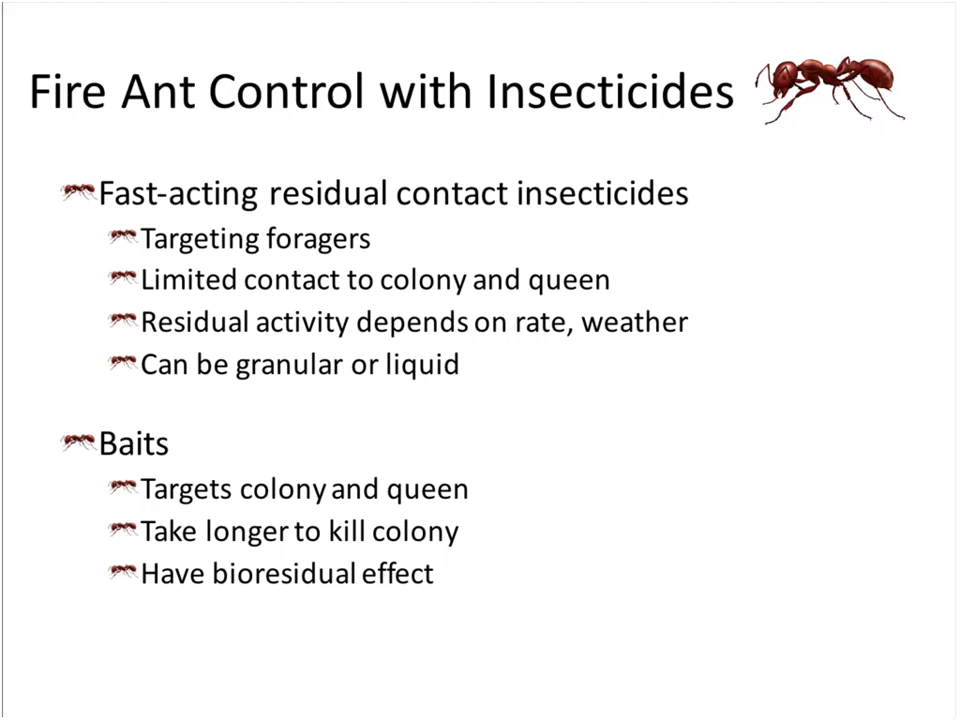 Fire Ant Control with Insecticides
Fast-acting residual contact insecticides
Targeting foragers
Limited contact to colony and queen
Residual activity depends on rate, weather
Can be granular or liquid
Baits
Targets colony and queen
Take longer to kill colony
Have bioresidual effect